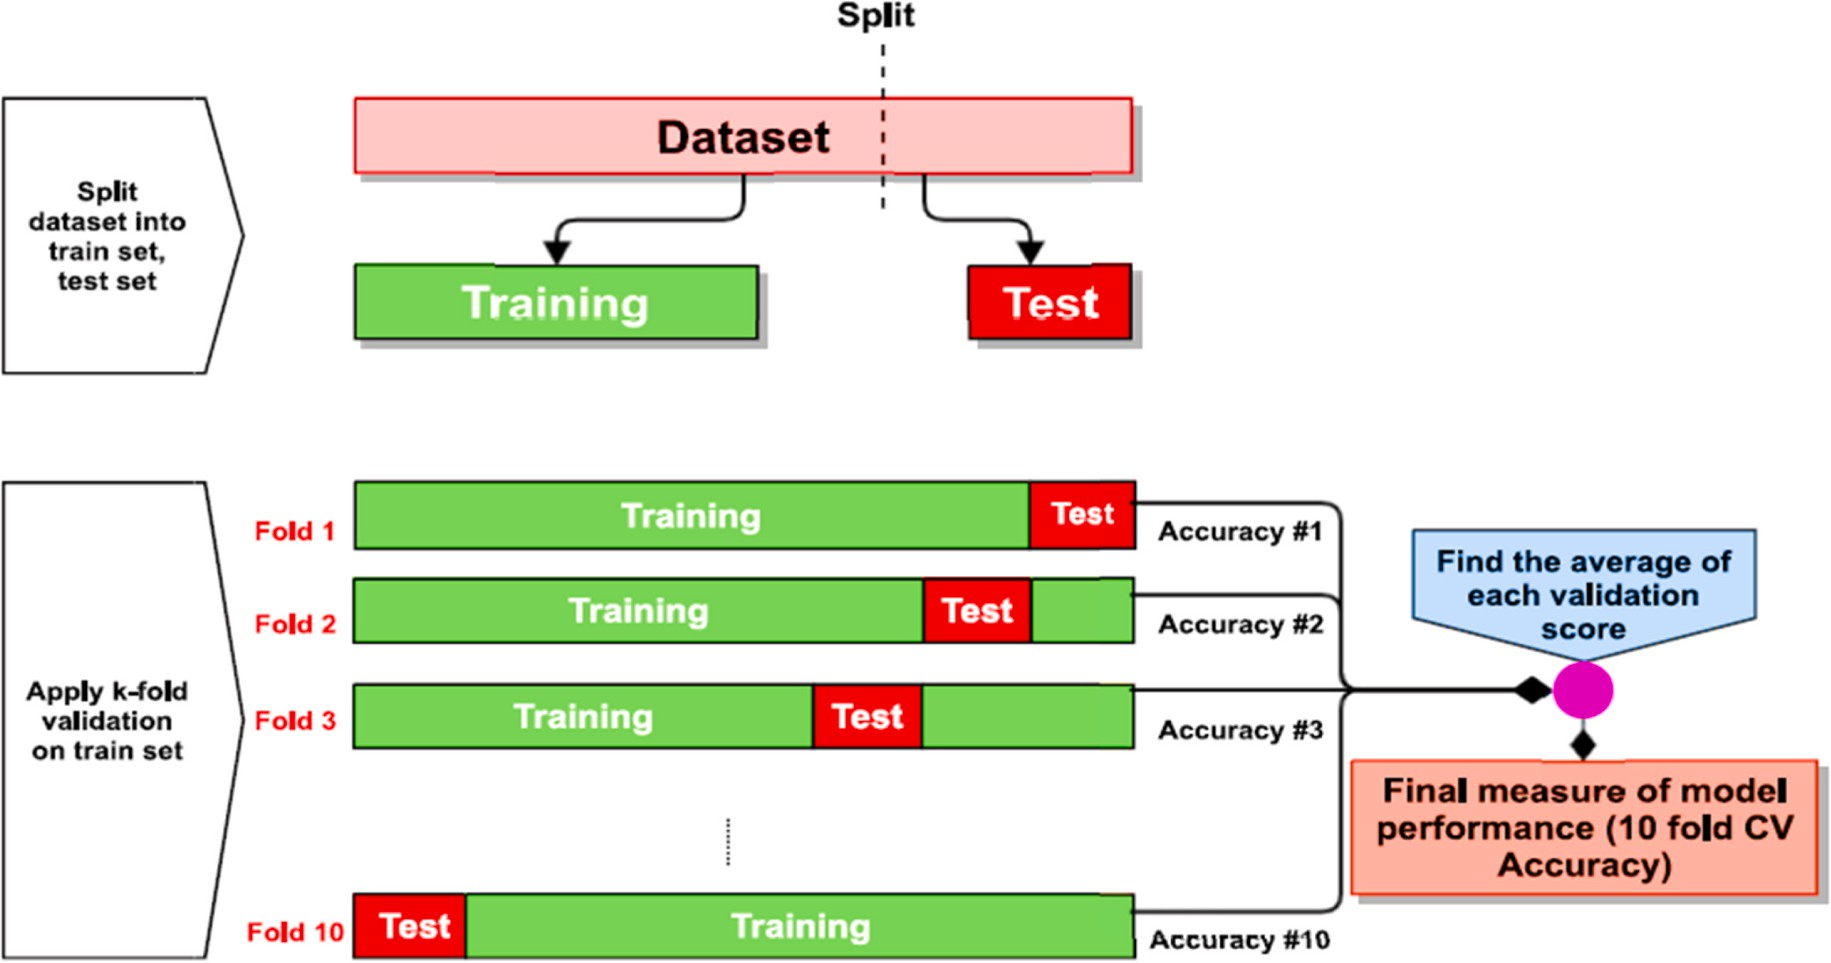 Split
Dataset
Split
dataset into
train set,
test set
Training
Test
Apply k-fold
validation
on train set
Fold 1
Training
Test
Accuracy #1
Fold 2
Training
Test
Accuracy #2
Fold 3
Training
Test
Accuracy #3
Fold 10
Test
Training
Accuracy #10
Find the average of
each validation
score
Final measure of model
performance (10 fold CV
Accuracy)